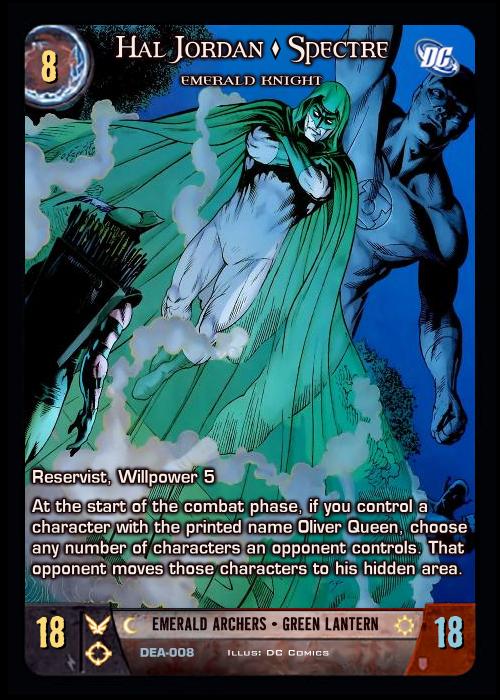 8
Hal Jordan ♦ Spectre
DC
Emerald Knight
Reservist, Willpower 5
At the start of the combat phase, if you control a
character with the printed name Oliver Queen, choose
any number of characters an opponent controls. That
opponent moves those characters to his hidden area.
18
EMERALD ARCHERS • GREEN LANTERN
18
DEA-008
Illus: DC Comics